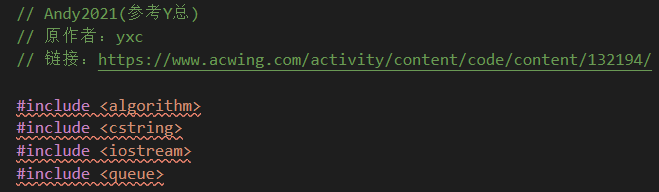 // Andy2021(参考Y总)
// 原作者：yxc
// 链接：https://www.acwing.com/activity/content/code/content/132194/
#include <algorithm>
#include <cstring>
#include <iostream>
#include <queue>